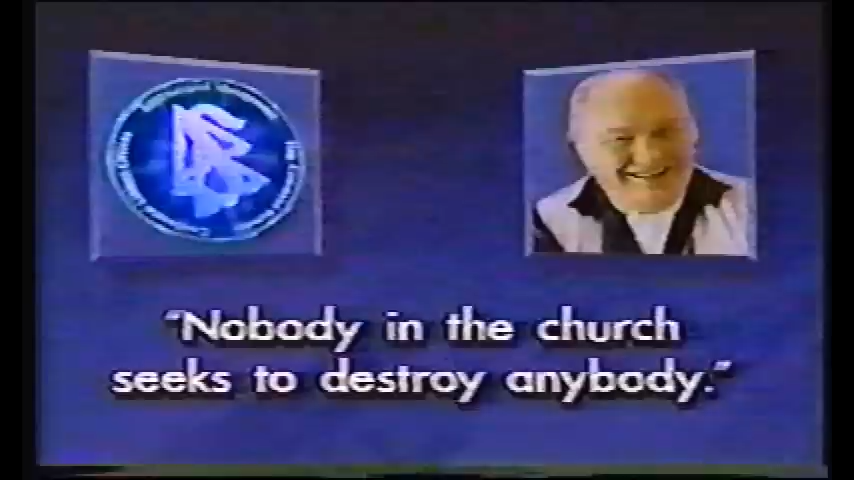 "Nobody in the church
seeks to destroy anybody."